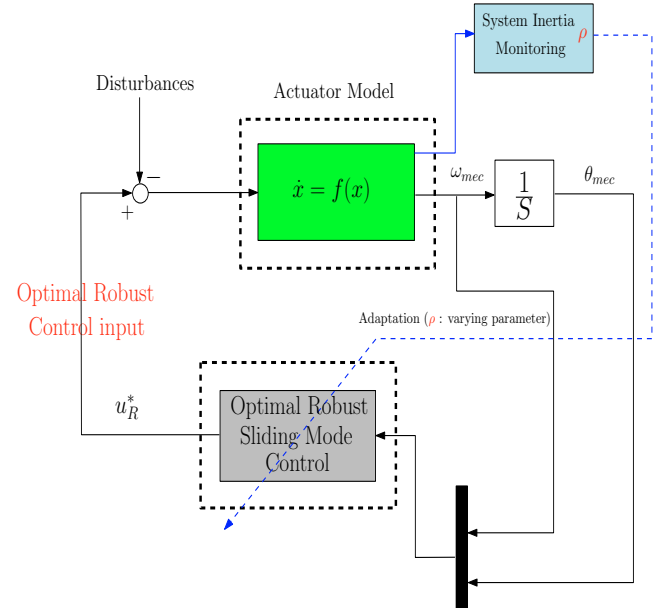 System Inertia
Monitoring ρ
Disturbances
Actuator Model
−
+
ẋ = f(x)
ω_mec
1
S
θ_mec
Optimal Robust
Control input
Adaptation (ρ : varying parameter)
u*_R
Optimal Robust
Sliding Mode
Control